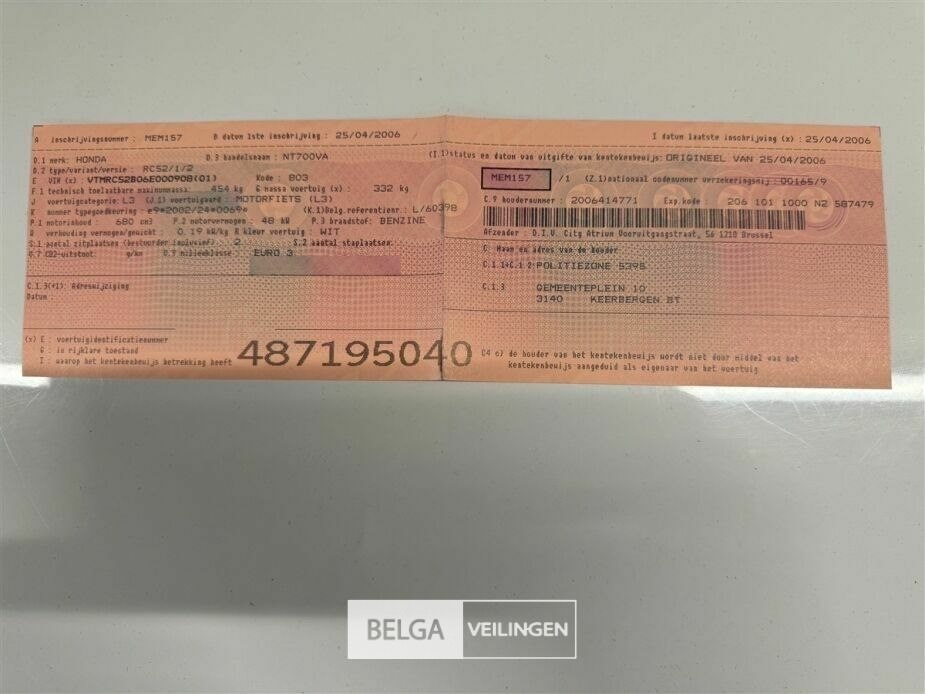 A inschrijvingsnummer : MEM157 B datum 1ste inschrijving : 25/04/2006
D.1 merk: HONDA D.3 handelsnaam : NT700VA
D.2 type/variant/versie : RC52/1/2
E VIN (x) : VTMRC52B06E000908(01) Kode : 803
F.1 technisch toelaatbare maximummassa: 454 kg G massa voertuig (x) : 332 kg
J voertuigcategorie: L3 (J.1) voertuigaard : MOTORFIETS (L3)
K nummer typegoedkeuring : e9*2002/24*0069* (K.1)Belg.referentienr.: L/60398
P.1 motorinhoud : 680 cm3 P.2 motorvermogen : 48 kW P.3 brandstof: BENZINE
Q verhouding vermogen/gewicht : 0.19 kW/kg R kleur voertuig : WIT
S.1 aantal zitplaatsen (bestuurder inclusief) : 2 S.2 aantal staplaatsen:
V.7 CO2-uitstoot: g/km V.9 milieuklasse : EURO 3
C.1.3(+1): Adreswijziging
Datum
(x) E : voertuigidentificatienummer
G : in rijklare toestand
I : waarop het kentekenbewijs betrekking heeft
487195040
I datum laatste inschrijving (x) : 25/04/2006
(I.1)status en datum van uitgifte van kentekenbewijs: ORIGINEEL VAN 25/04/2006
MEM157 /1 (Z.1)nationaal codenummer verzekeringsmij : 00165/9
C.9 houdernummer : 2006414771 Exp.kode : 206 101 1000 N2 587479
Afzender : D.I.V. City Atrium Vooruitgangstraat, 56 1210 Brussel
C Naam en adres van de houder
C.1.1+C.1 2 POLITIEZONE 5395
C.1.3 GEMEENTEPLEIN 10
3140 KEERBERGEN BT
C4 c) de houder van het kentekenbewijs wordt niet door middel van het
kentekenbewijs aangeduid als eigenaar van het voertuig
BELGA VEILINGEN